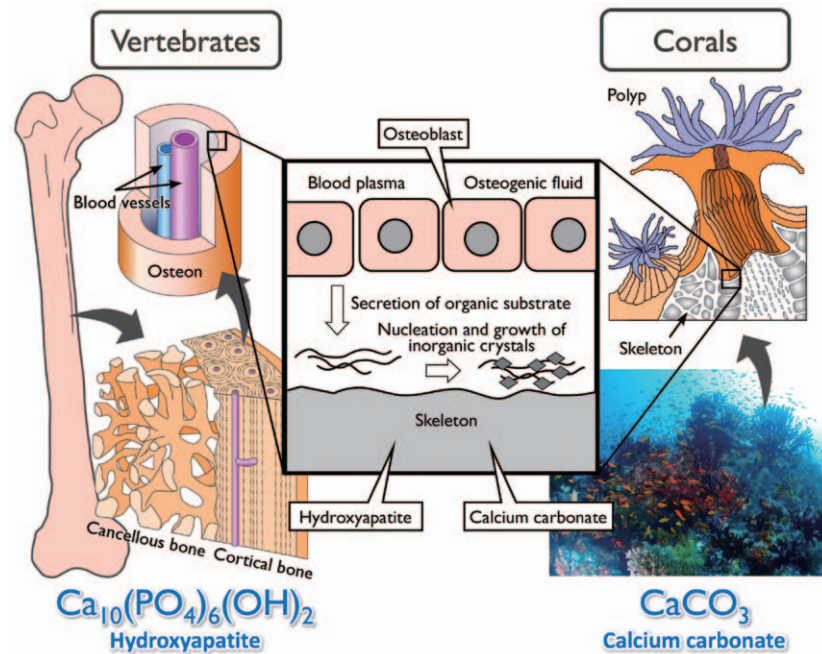 Vertebrates
Corals
Polyp
Osteoblast
Blood plasma
Osteogenic fluid
Blood vessels
Osteon
Secretion of organic substrate
Nucleation and growth of
inorganic crystals
Skeleton
Skeleton
Hydroxyapatite
Calcium carbonate
Cancellous bone
Cortical bone
Ca₁₀(PO₄)₆(OH)₂
Hydroxyapatite
CaCO₃
Calcium carbonate